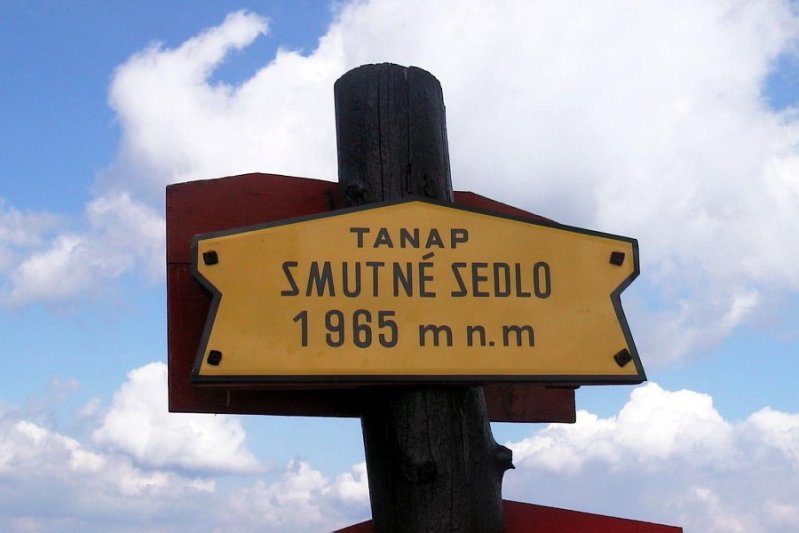 TANAP
SMUTNÉ SEDLO
1965 m n.m